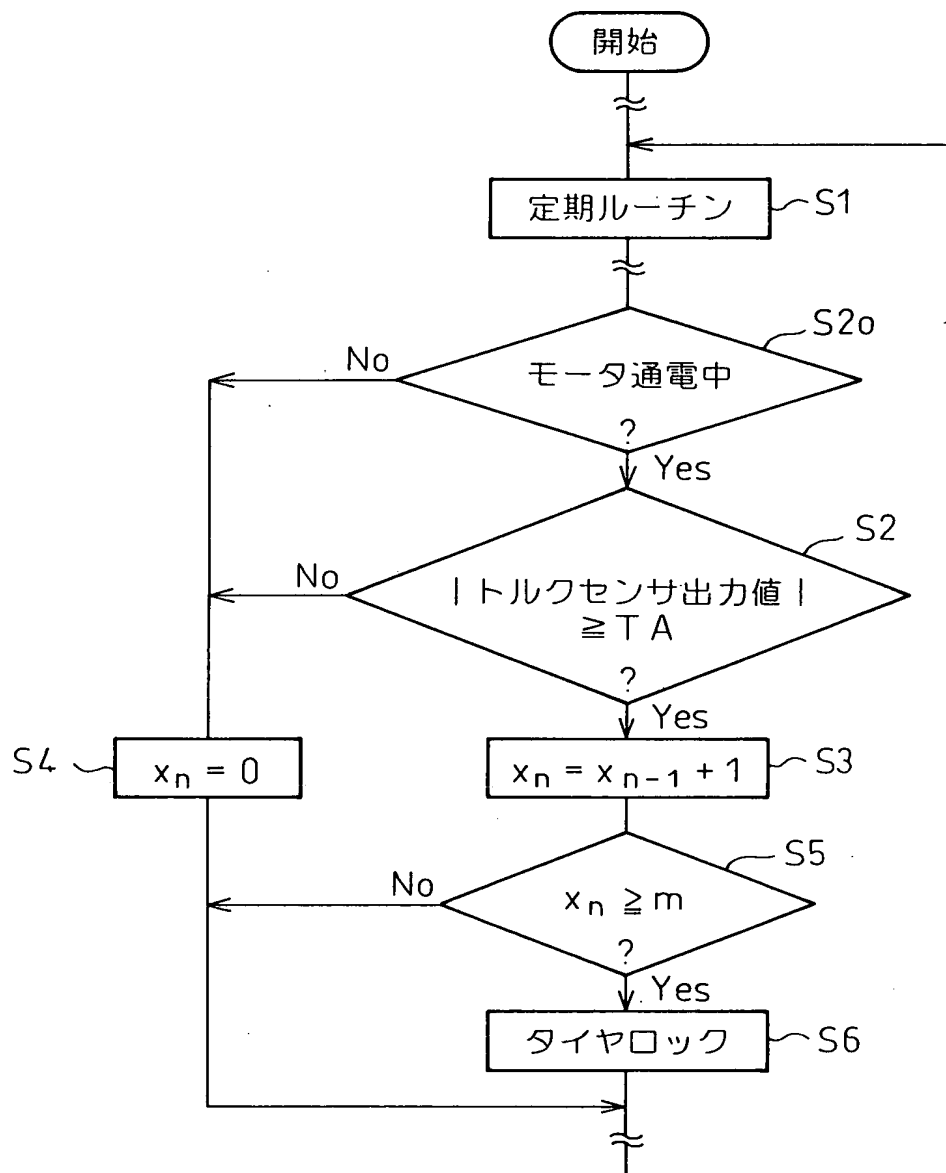 開始
定期ルーチン
S1
S2o
No
モータ通電中
?
Yes
S2
No
|トルクセンサ出力値|
≧TA
?
Yes
S4
xₙ = 0
xₙ = xₙ₋₁ + 1
S3
S5
No
xₙ ≧ m
?
Yes
タイヤロック
S6